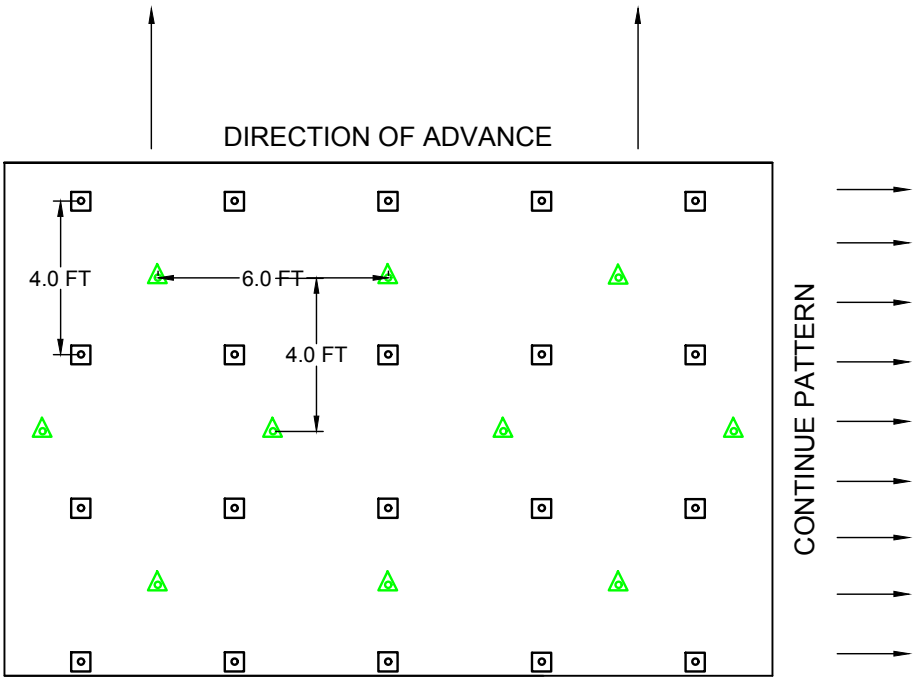 DIRECTION OF ADVANCE
4.0 FT
6.0 FT
4.0 FT
CONTINUE PATTERN